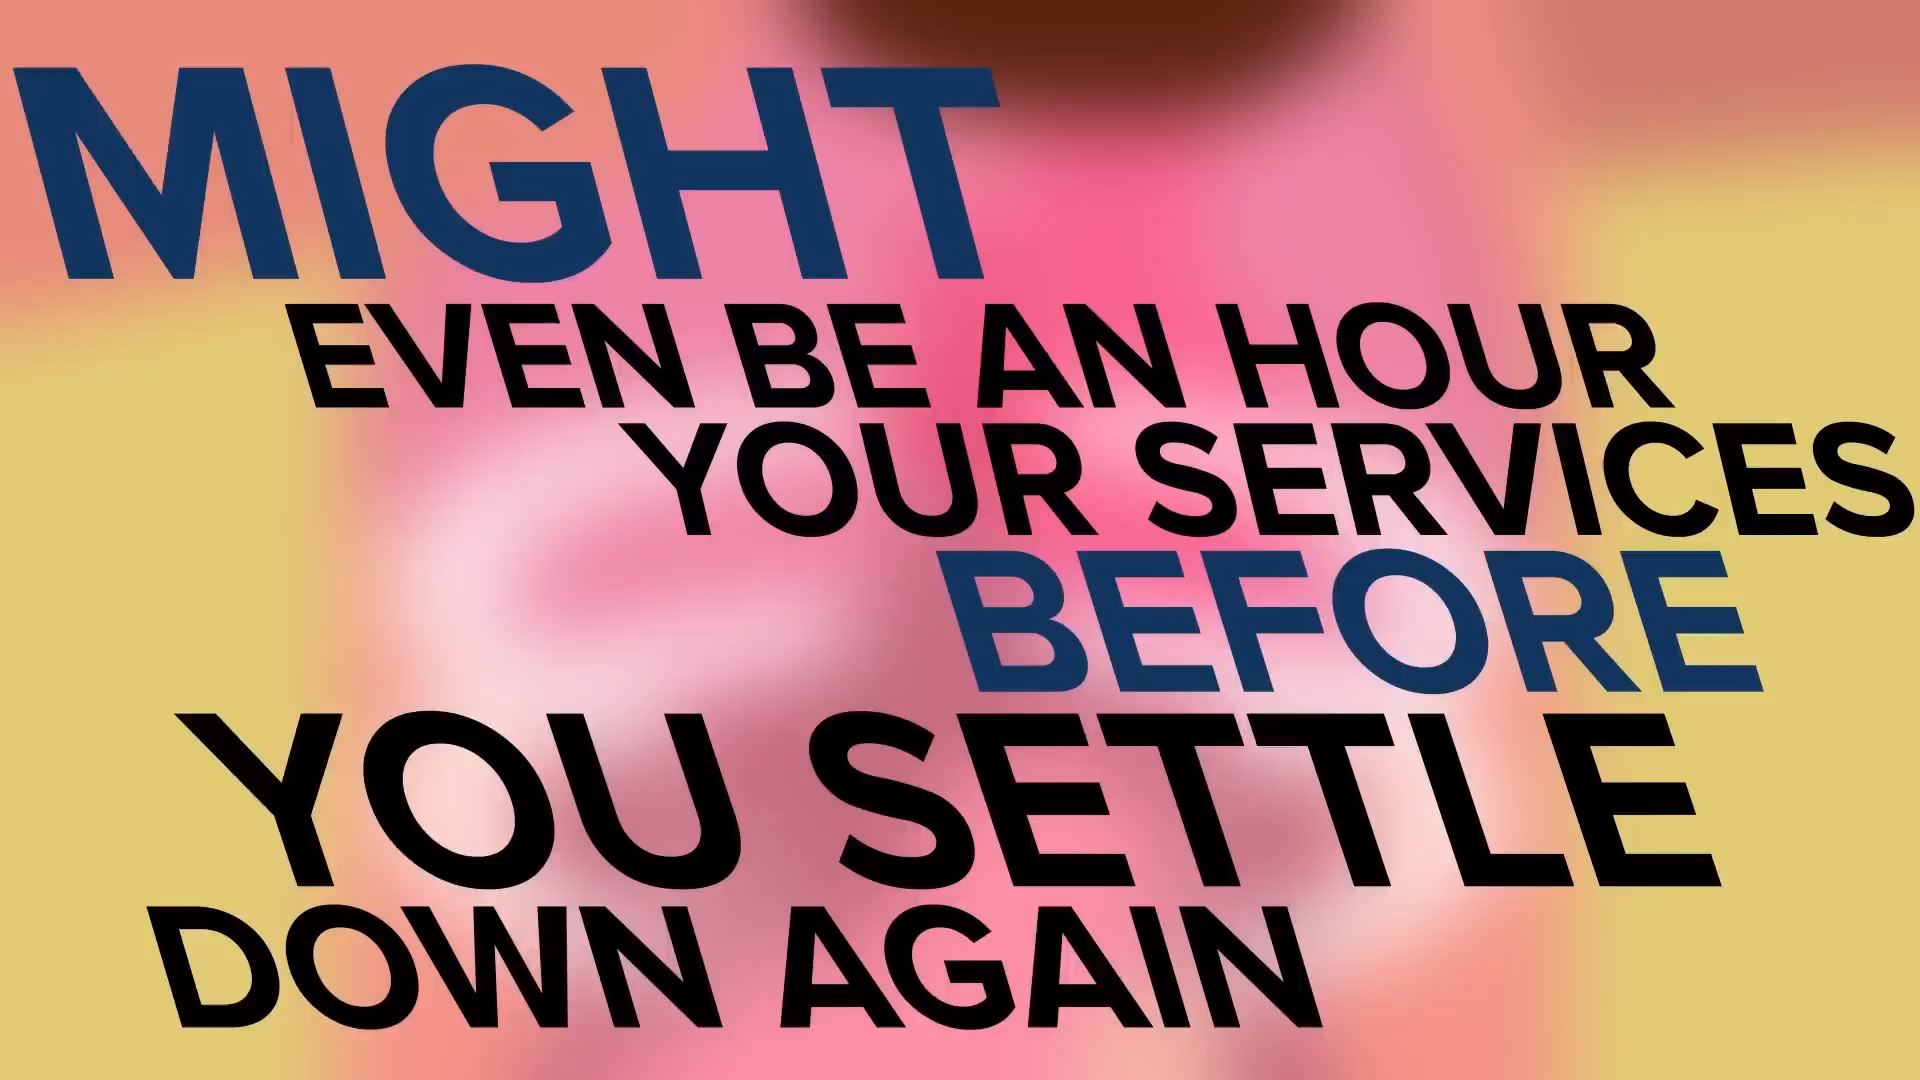 MIGHT
EVEN BE AN HOUR
YOUR SERVICES
BEFORE
YOU SETTLE
DOWN AGAIN